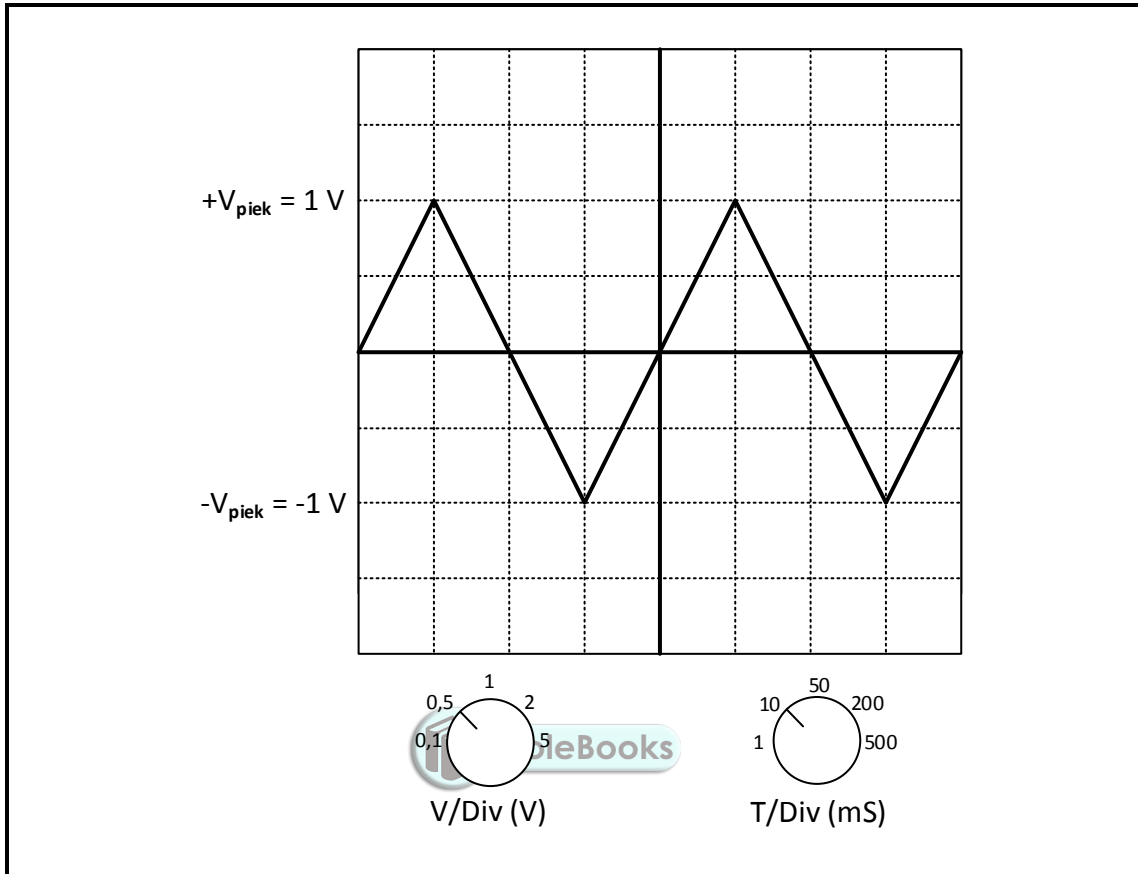 +Vpiek = 1 V
-Vpiek = -1 V
1
0,5
2
0,1
5
leBooks
V/Div (V)
50
10
200
1
500
T/Div (mS)